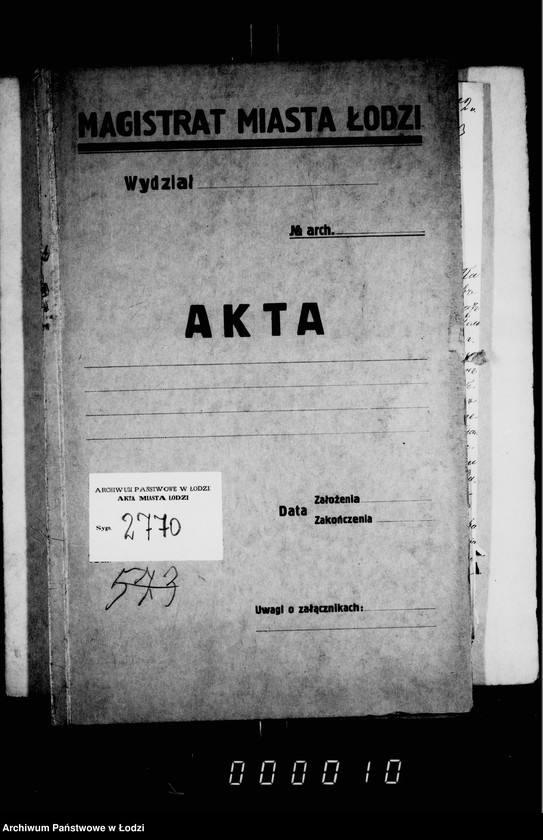 MAGISTRAT MIASTA ŁODZI
Wydział
№ arch.
AKTA
ARCHIWUM PAŃSTWOWE W ŁODZI
AKTA MIASTA ŁODZI
Sygn. 2770
573
Data
Założenia
Zakończenia
Uwagi o załącznikach:
000010
Archiwum Państwowe w Łodzi